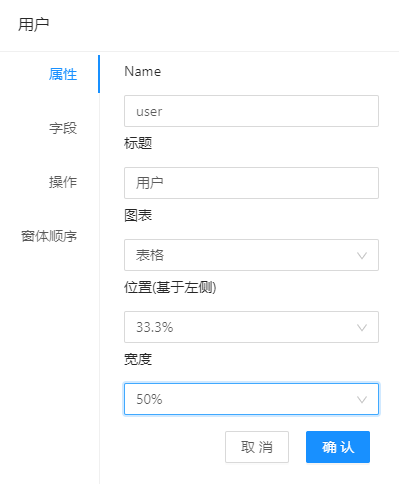 用户
属性
字段
操作
窗体顺序
Name
user
标题
用户
图表
表格
位置(基于左侧)
33.3%
宽度
50%
取 消
确 认